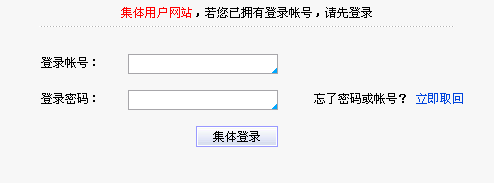 集体用户网站，若您已拥有登录帐号，请先登录
登录帐号：
登录密码： 忘了密码或帐号？ 立即取回
集体登录